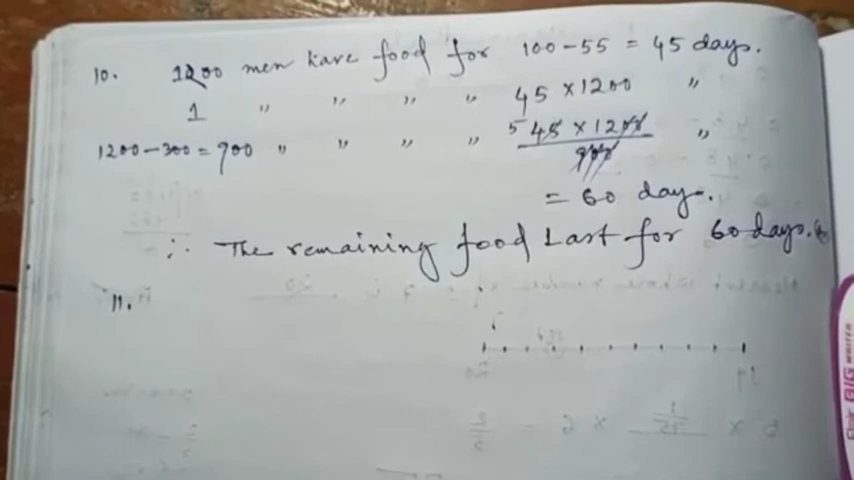 10. 1200 men have food for 100-55 = 45 days.
1 " " " " 45 × 1200 "
1200-300 = 900 " " " " 5 45 × 1200 / 900 "
= 60 days.
∴ The remaining food Last for 60 days.
11.